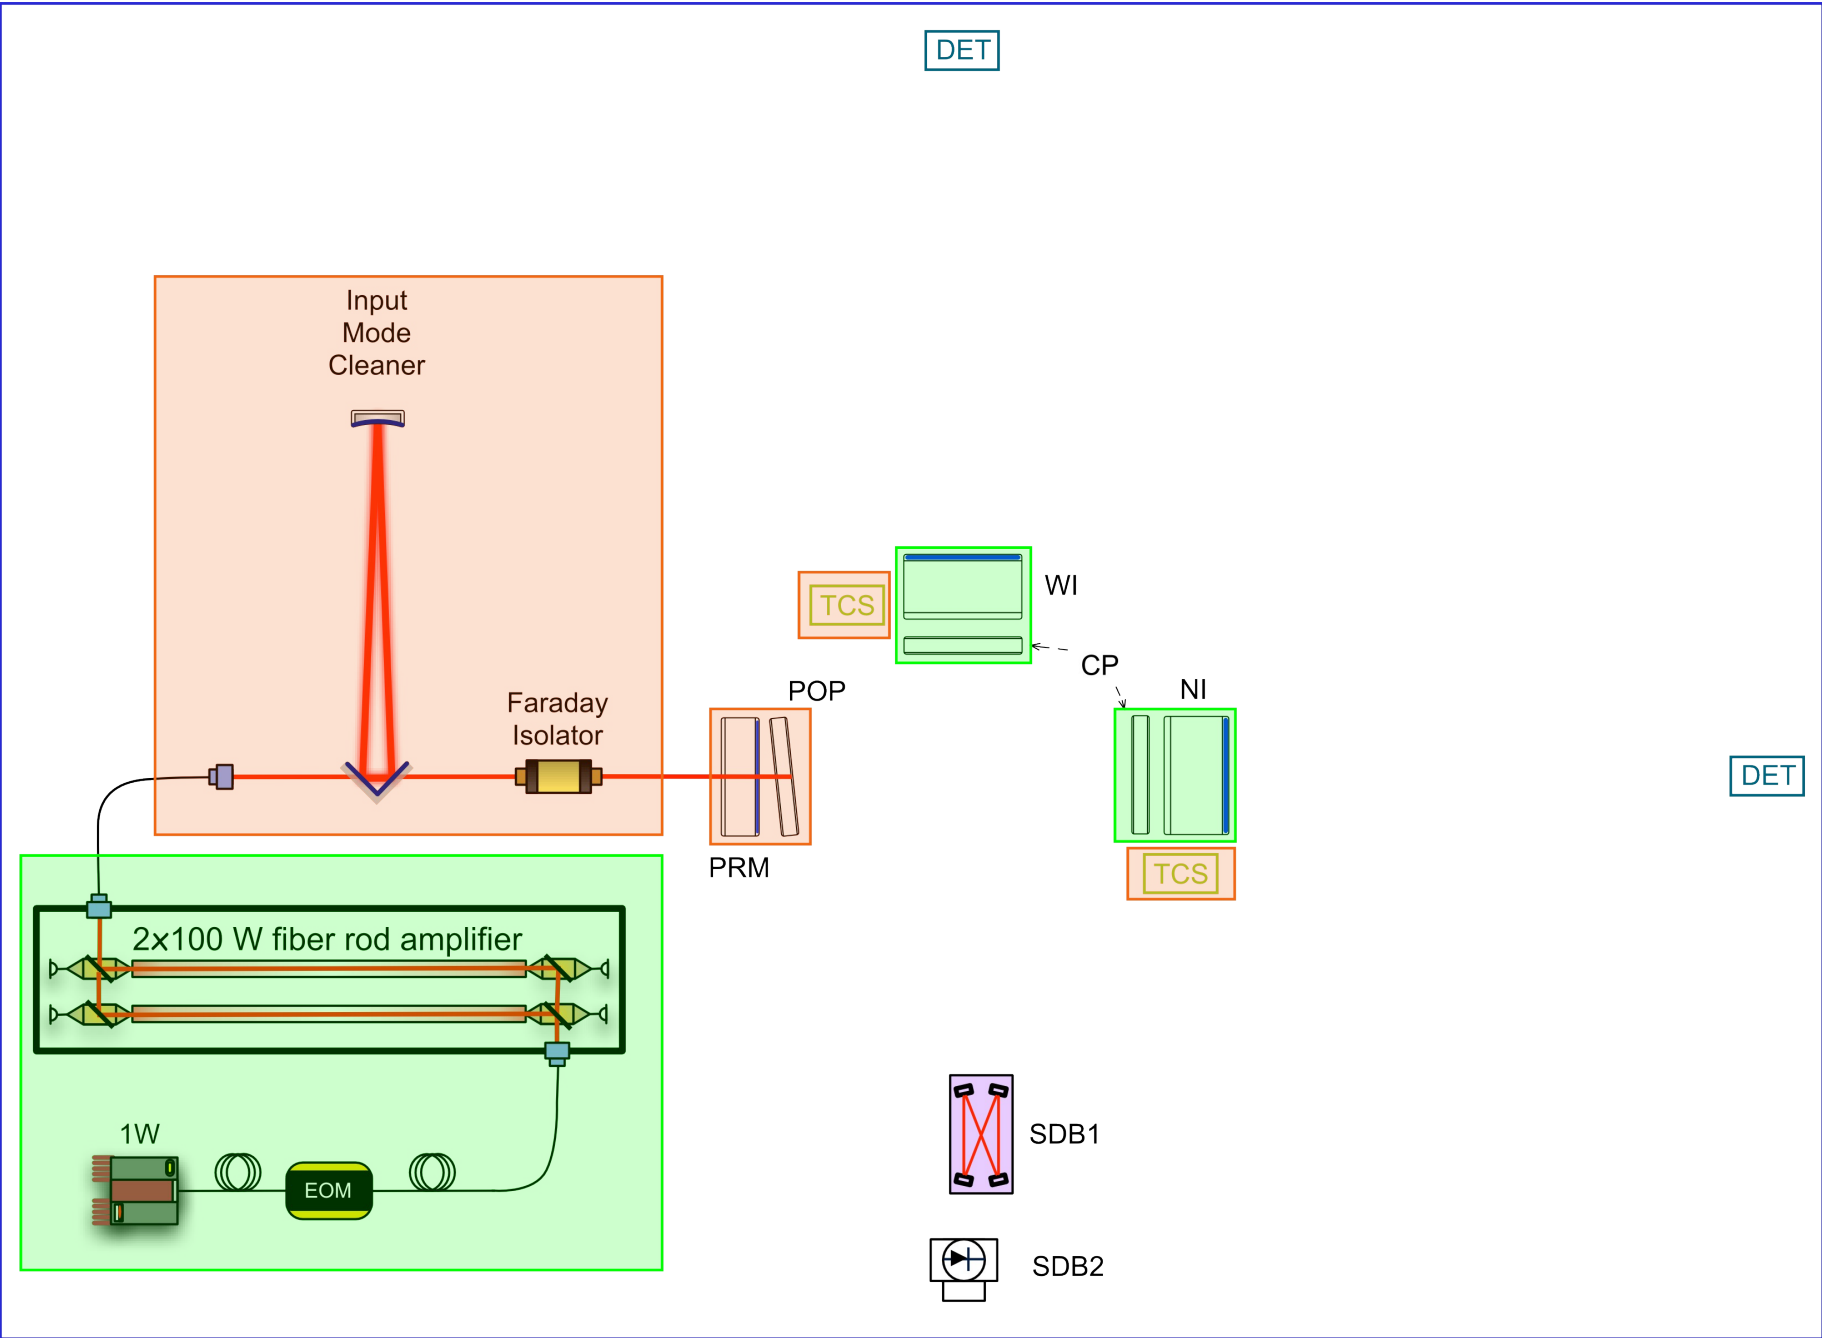 DET
Input
Mode
Cleaner
TCS
WI
CP
POP
NI
Faraday
Isolator
DET
PRM
TCS
2x100 W fiber rod amplifier
1W
EOM
SDB1
SDB2